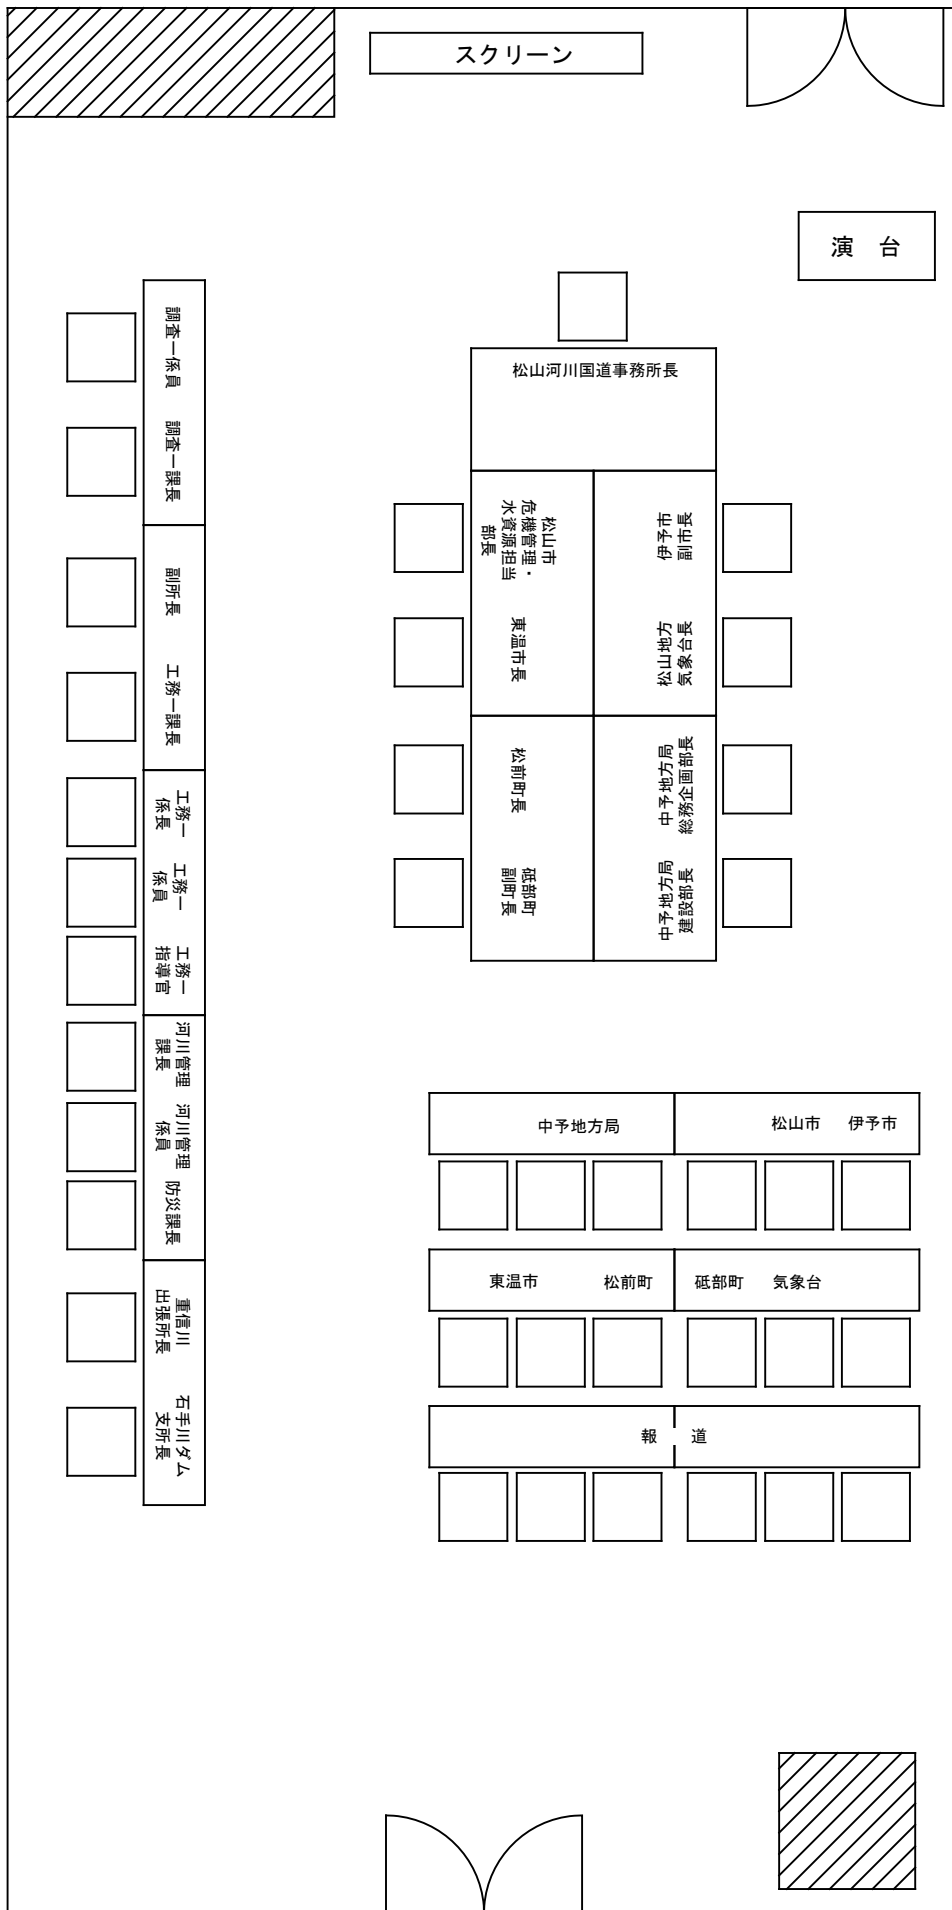 スクリーン
演 台
調査一係員
調査一課長
副所長
工務一課長
工務一
係長
工務一
係員
工務一
指導官
河川管理
課長
河川管理
係員
防災課長
重信川
出張所長
石手川ダム
支所長
松山河川国道事務所長
松山市
危機管理・
水資源担当
部長
東温市長
松前町長
砥部町
副町長
伊予市
副市長
松山地方
気象台長
中予地方局
総務企画部長
中予地方局
建設部長
中予地方局 松山市 伊予市
東温市 松前町 砥部町 気象台
報 道